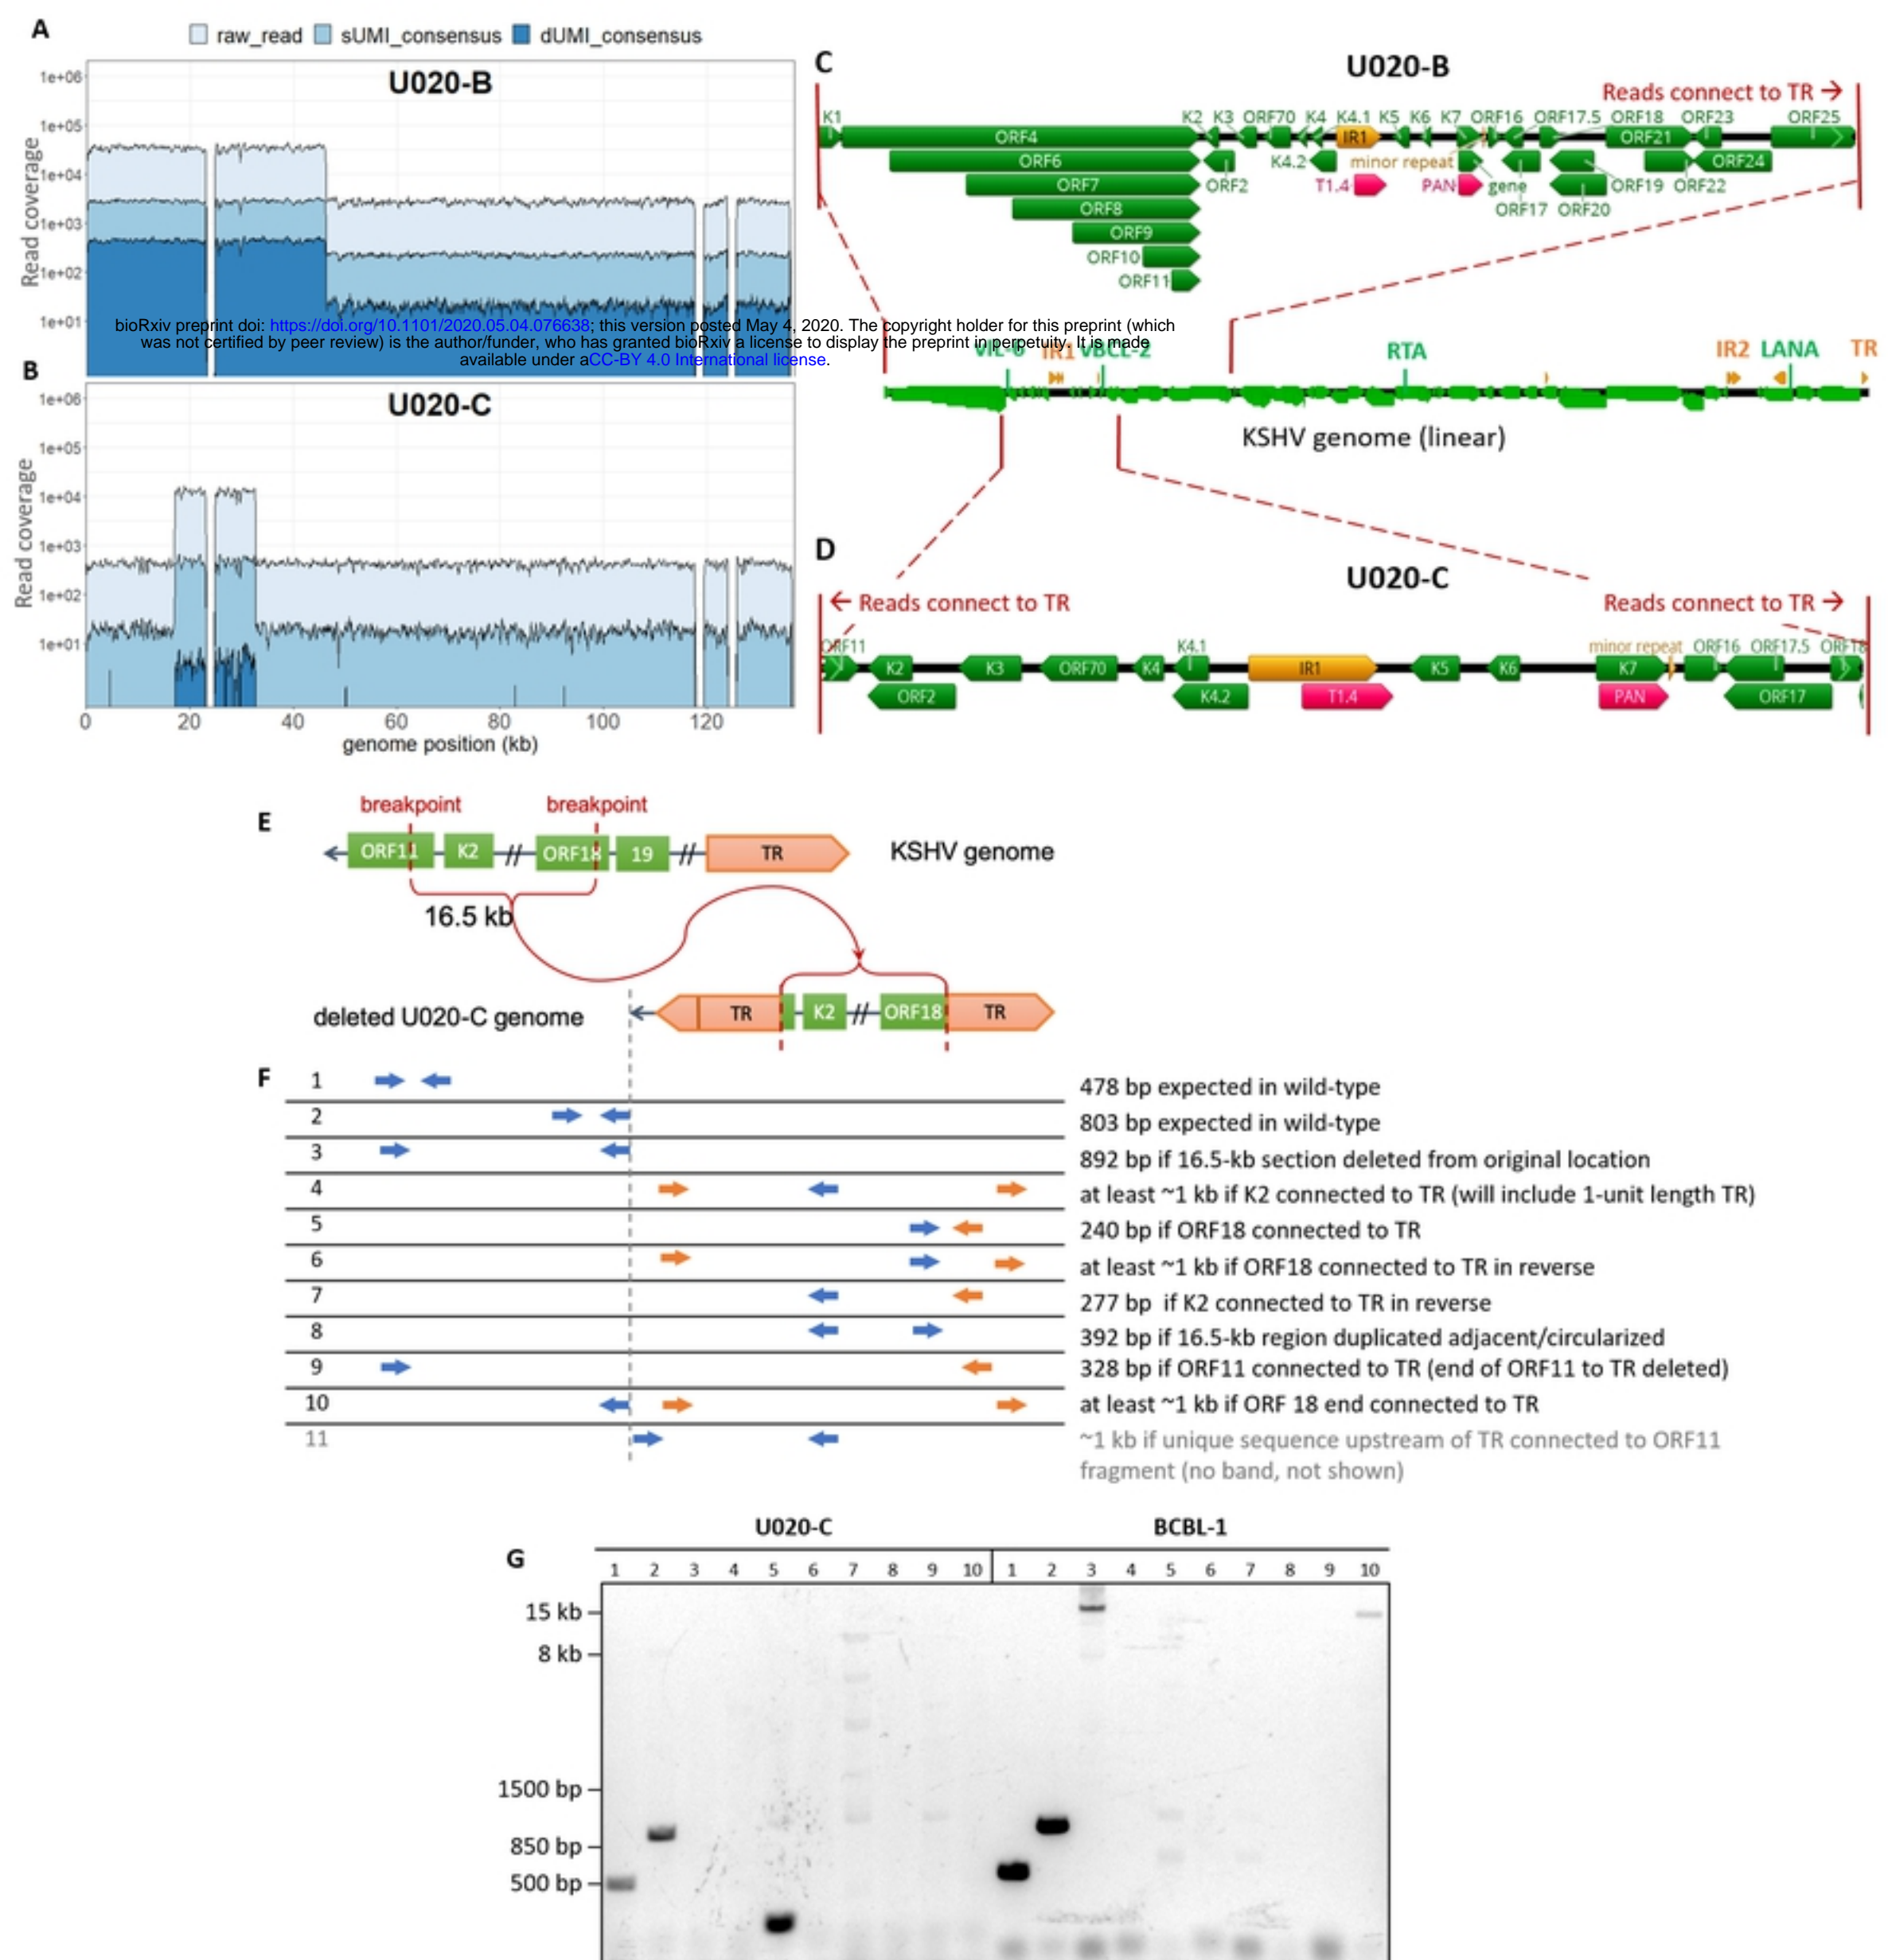 A
raw_read sUMI_consensus dUMI_consensus
U020-B
1e+06
1e+05
1e+04
1e+03
1e+02
1e+01
Read coverage
bioRxiv preprint doi: https://doi.org/10.1101/2020.05.04.076638; this version posted May 4, 2020. The copyright holder for this preprint (which
was not certified by peer review) is the author/funder, who has granted bioRxiv a license to display the preprint in perpetuity. It is made
available under aCC-BY 4.0 International license.
B
U020-C
1e+06
1e+05
1e+04
1e+03
1e+02
1e+01
Read coverage
0 20 40 60 80 100 120
genome position (kb)
C
U020-B
Reads connect to TR →
K1 K2 K3 ORF70 K4 K4.1 K5 K6 K7 ORF16 ORF17.5 ORF18 ORF23 ORF25
ORF4 IR1 ORF21
ORF6 ORF2 K4.2 minor repeat gene ORF24
ORF7 T1.4 PAN ORF19 ORF22
ORF8 ORF17 ORF20
ORF9
ORF10
ORF11
vIL-6 IR1 vBCL-2 RTA IR2 LANA TR
KSHV genome (linear)
D
U020-C
← Reads connect to TR Reads connect to TR →
ORF11 K4.1 minor repeat ORF16 ORF17.5 ORF18
K2 K3 ORF70 K4 IR1 K5 K6 K7
ORF2 K4.2 T1.4 PAN ORF17
E
breakpoint breakpoint
ORF11 K2 // ORF18 19 // TR KSHV genome
16.5 kb
deleted U020-C genome TR K2 // ORF18 TR
F
1 478 bp expected in wild-type
2 803 bp expected in wild-type
3 892 bp if 16.5-kb section deleted from original location
4 at least ~1 kb if K2 connected to TR (will include 1-unit length TR)
5 240 bp if ORF18 connected to TR
6 at least ~1 kb if ORF18 connected to TR in reverse
7 277 bp if K2 connected to TR in reverse
8 392 bp if 16.5-kb region duplicated adjacent/circularized
9 328 bp if ORF11 connected to TR (end of ORF11 to TR deleted)
10 at least ~1 kb if ORF 18 end connected to TR
11 ~1 kb if unique sequence upstream of TR connected to ORF11
fragment (no band, not shown)
U020-C BCBL-1
G
1 2 3 4 5 6 7 8 9 10 1 2 3 4 5 6 7 8 9 10
15 kb
8 kb
1500 bp
850 bp
500 bp